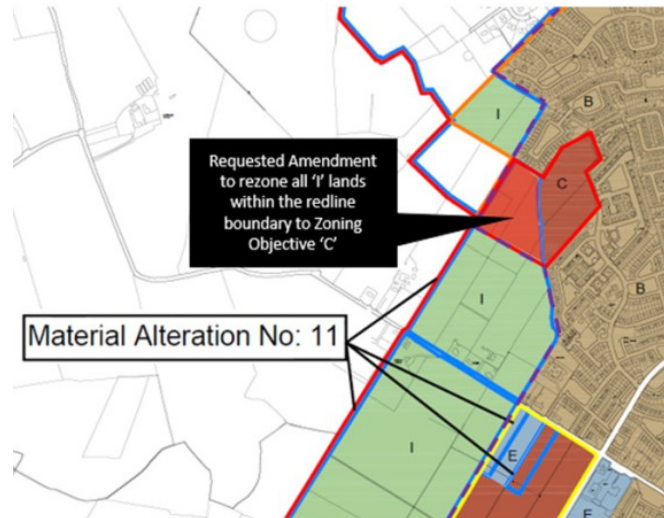 B
I
Requested Amendment
to rezone all 'I' lands
within the redline
boundary to Zoning
Objective 'C'
C
I
B
Material Alteration No: 11
I
E
E